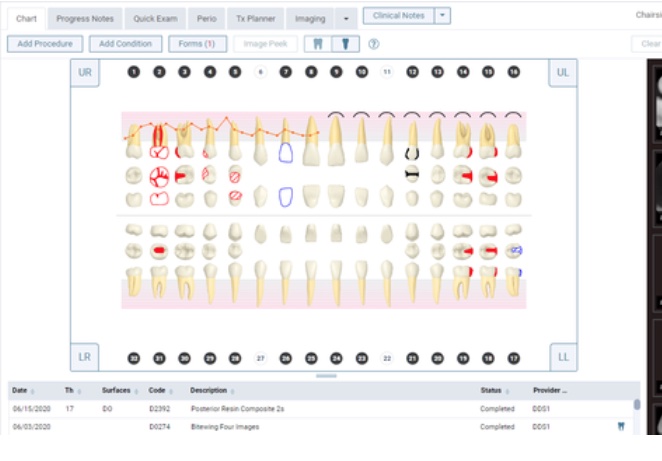 Chart Progress Notes Quick Exam Perio Tx Planner Imaging Clinical Notes Chairsi
Add Procedure Add Condition Forms (1) Image Peek Clear
UR 1 2 3 4 5 6 7 8 9 10 11 12 13 14 15 16 UL
LR 32 31 30 29 28 27 26 25 24 23 22 21 20 19 18 17 LL
Date Th Surfaces Code Description Status Provider ...
06/15/2020 17 DO D2392 Posterior Resin Composite 2s Completed DDS1
06/03/2020 D0274 Bitewing Four Images Completed DDS1